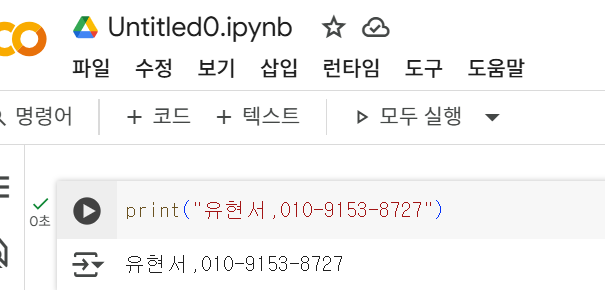 Untitled0.ipynb
파일 수정 보기 삽입 런타임 도구 도움말
명령어 + 코드 + 텍스트 모두 실행
print("유현서,010-9153-8727")
0초
유현서,010-9153-8727